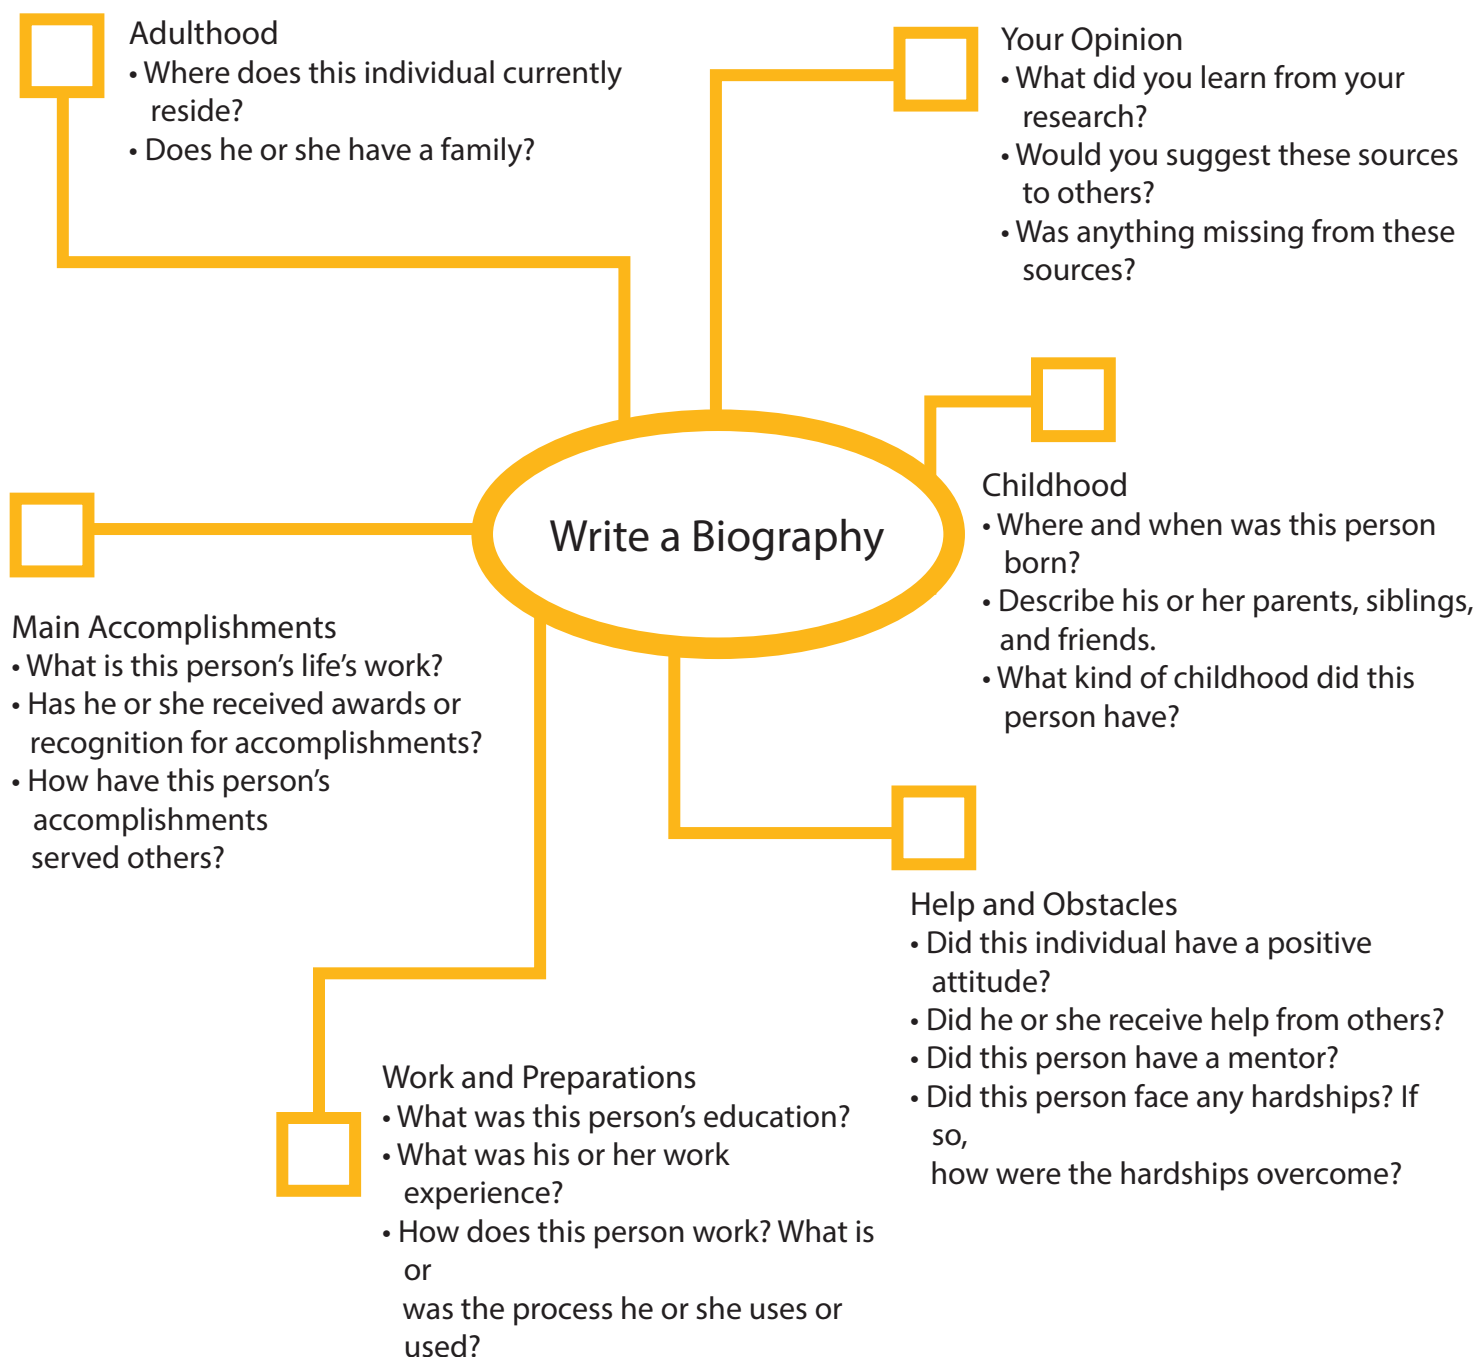 Adulthood
• Where does this individual currently
reside?
• Does he or she have a family?
Your Opinion
• What did you learn from your
research?
• Would you suggest these sources
to others?
• Was anything missing from these
sources?
Write a Biography
Childhood
• Where and when was this person
born?
• Describe his or her parents, siblings,
and friends.
• What kind of childhood did this
person have?
Main Accomplishments
• What is this person’s life’s work?
• Has he or she received awards or
recognition for accomplishments?
• How have this person’s
accomplishments
served others?
Help and Obstacles
• Did this individual have a positive
attitude?
• Did he or she receive help from others?
• Did this person have a mentor?
• Did this person face any hardships? If
so,
how were the hardships overcome?
Work and Preparations
• What was this person’s education?
• What was his or her work
experience?
• How does this person work? What is
or
was the process he or she uses or
used?